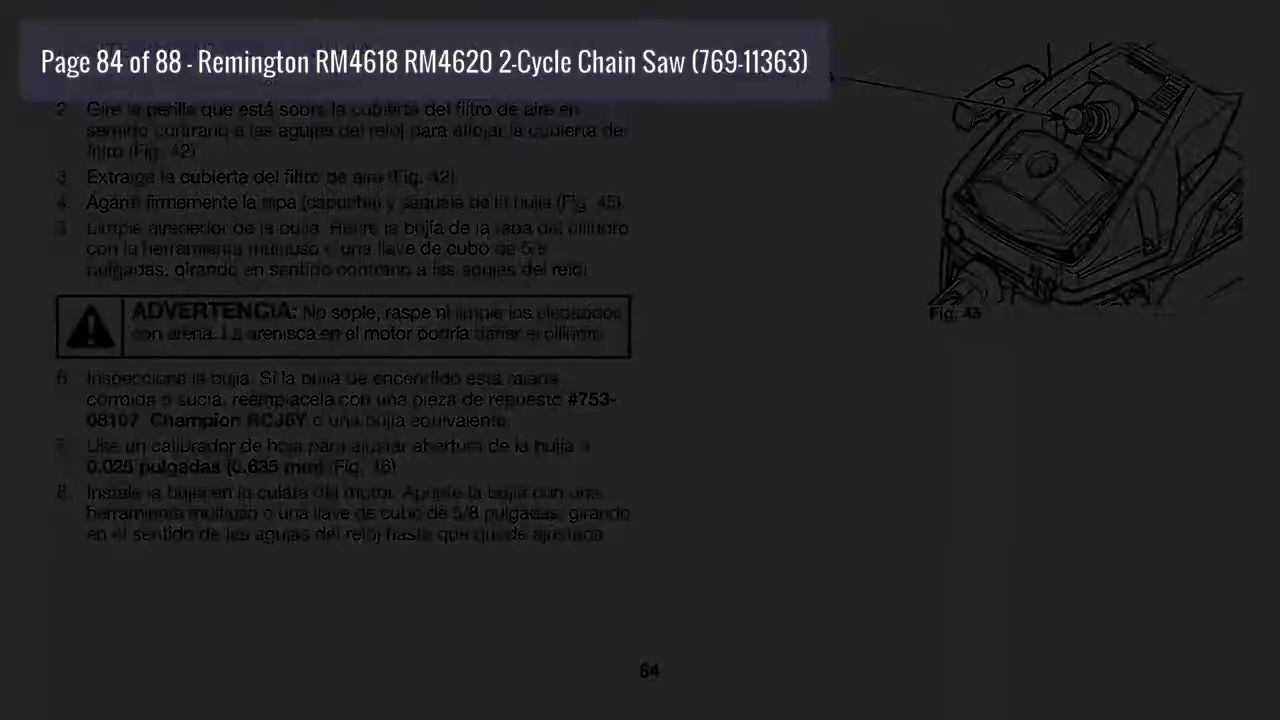 Page 84 of 88 - Remington RM4618 RM4620 2-Cycle Chain Saw (769-11363)
2. Gire la perilla que está sobre la cubierta del filtro de aire en
sentido contrario a las agujas del reloj para aflojar la cubierta del
filtro (Fig. 42).
3. Extraiga la cubierta del filtro de aire (Fig. 42).
4. Agarre firmemente la tapa (capucha) y sáquela de la bujía (Fig. 45).
5. Limpie alrededor de la bujía. Retire la bujía de la tapa del cilindro
con la herramienta multiuso o una llave de cubo de 5/8
pulgadas, girando en sentido contrario a las agujas del reloj.
ADVERTENCIA: No sople, raspe ni limpie los electrodos
con arena. La arenisca en el motor podría dañar el cilindro.
6. Inspeccione la bujía. Si la bujía de encendido está rajada,
corroída o sucia, reemplácela con una pieza de repuesto #753-
08107, Champion RCJ6Y o una bujía equivalente.
7. Use un calibrador de hoja para ajustar abertura de la bujía a
0.025 pulgadas (0.635 mm) (Fig. 46).
8. Instale la bujía en la culata del motor. Apriete la bujía con una
herramienta multiuso o una llave de cubo de 5/8 pulgadas, girando
en el sentido de las agujas del reloj hasta que quede ajustada.
Fig. 45